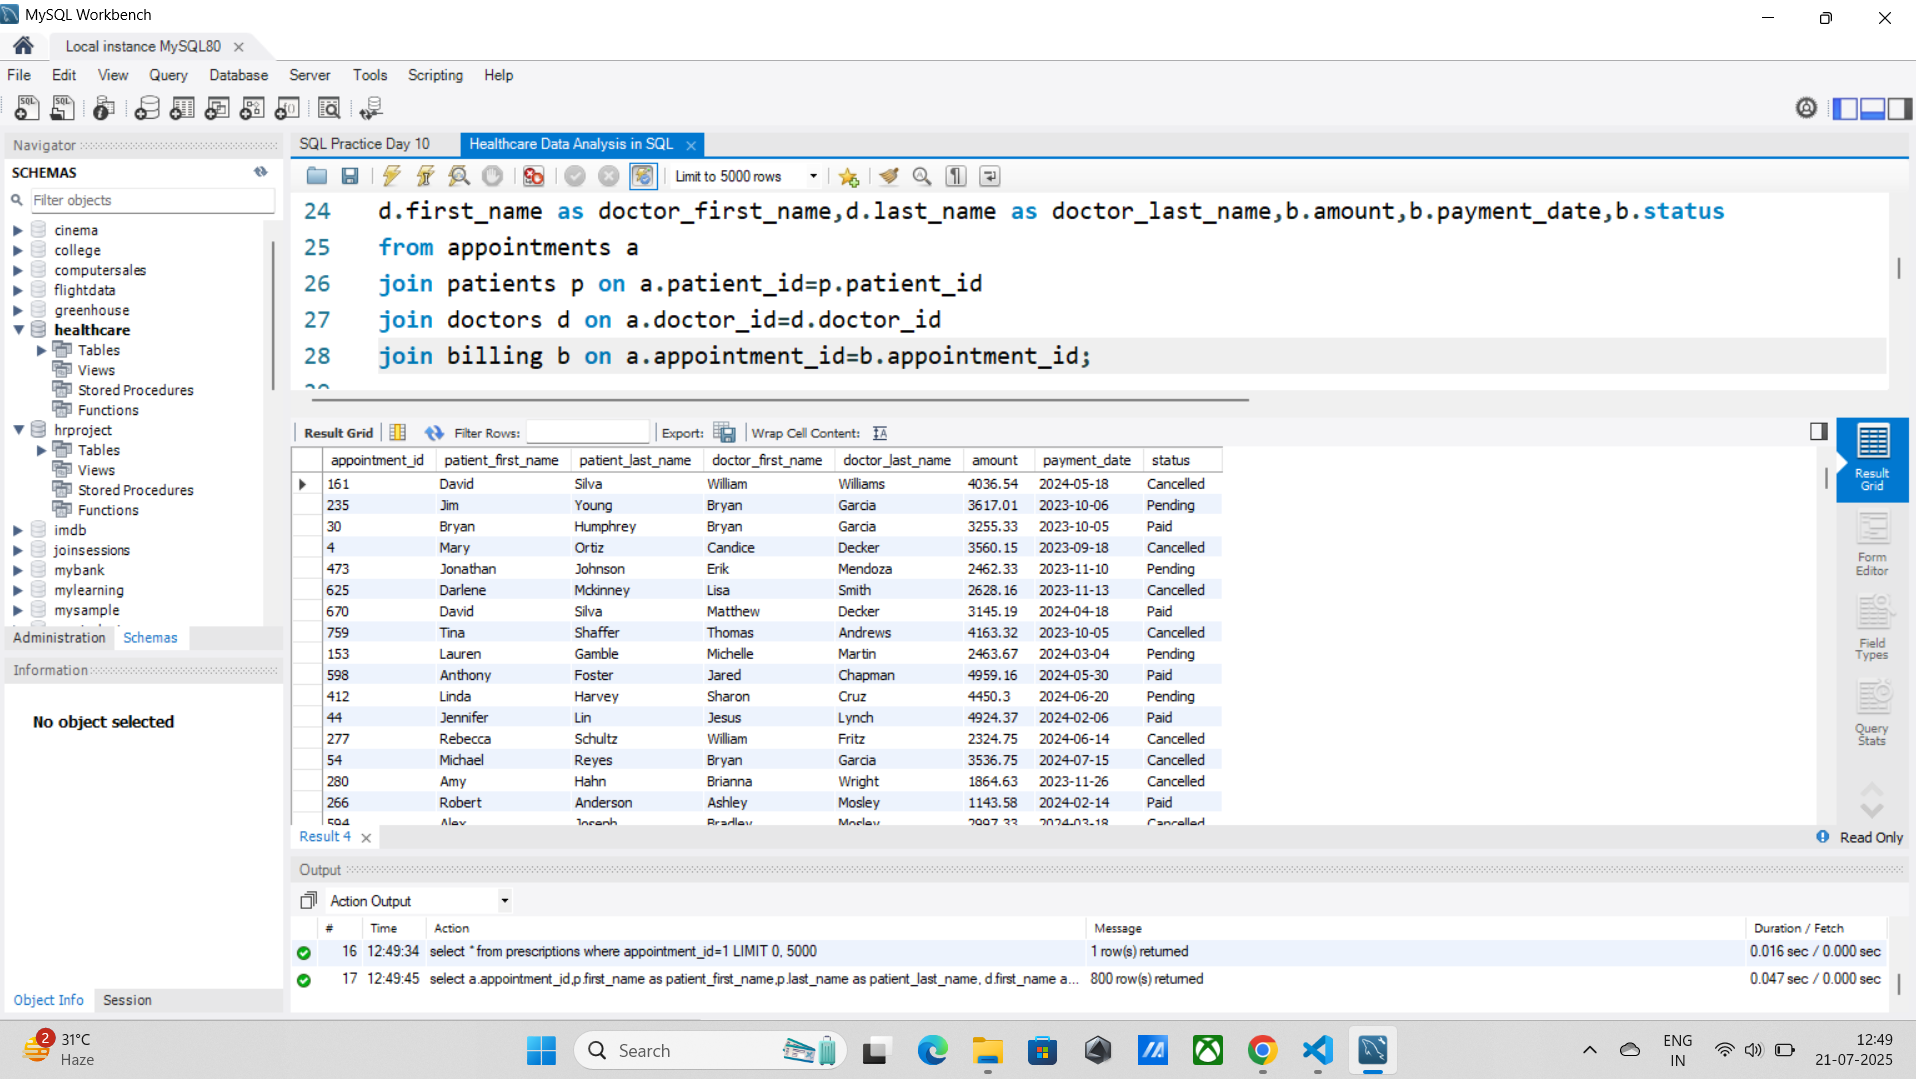 MySQL Workbench
Local instance MySQL80
File Edit View Query Database Server Tools Scripting Help
Navigator
SCHEMAS
Filter objects
cinema
college
computersales
flightdata
greenhouse
healthcare
Tables
Views
Stored Procedures
Functions
hrproject
Tables
Views
Stored Procedures
Functions
imdb
joinsessions
mybank
mylearning
mysample
Administration Schemas
Information
No object selected
Object Info Session
SQL Practice Day 10 Healthcare Data Analysis in SQL
Limit to 5000 rows
24 d.first_name as doctor_first_name,d.last_name as doctor_last_name,b.amount,b.payment_date,b.status
25 from appointments a
26 join patients p on a.patient_id=p.patient_id
27 join doctors d on a.doctor_id=d.doctor_id
28 join billing b on a.appointment_id=b.appointment_id;
Result Grid Filter Rows: Export: Wrap Cell Content:
appointment_id patient_first_name patient_last_name doctor_first_name doctor_last_name amount payment_date status
161 David Silva William Williams 4036.54 2024-05-18 Cancelled
235 Jim Young Bryan Garcia 3617.01 2023-10-06 Pending
30 Bryan Humphrey Bryan Garcia 3255.33 2023-10-05 Paid
4 Mary Ortiz Candice Decker 3560.15 2023-09-18 Cancelled
473 Jonathan Johnson Erik Mendoza 2462.33 2023-11-10 Pending
625 Darlene Mckinney Lisa Smith 2628.16 2023-11-13 Cancelled
670 David Silva Matthew Decker 3145.19 2024-04-18 Paid
759 Tina Shaffer Thomas Andrews 4163.32 2023-10-05 Cancelled
153 Lauren Gamble Michelle Martin 2463.67 2024-03-04 Pending
598 Anthony Foster Jared Chapman 4959.16 2024-05-30 Paid
412 Linda Harvey Sharon Cruz 4450.3 2024-06-20 Pending
44 Jennifer Lin Jesus Lynch 4924.37 2024-02-06 Paid
277 Rebecca Schultz William Fritz 2324.75 2024-06-14 Cancelled
54 Michael Reyes Bryan Garcia 3536.75 2024-07-15 Cancelled
280 Amy Hahn Brianna Wright 1864.63 2023-11-26 Cancelled
266 Robert Anderson Ashley Mosley 1143.58 2024-02-14 Paid
594 Alex Joseph Bradley Mosley 2997.33 2024-03-18 Cancelled
Result Grid
Form Editor
Field Types
Query Stats
Result 4
Read Only
Output
Action Output
# Time Action Message Duration / Fetch
16 12:49:34 select * from prescriptions where appointment_id=1 LIMIT 0, 5000 1 row(s) returned 0.016 sec / 0.000 sec
17 12:49:45 select a.appointment_id,p.first_name as patient_first_name,p.last_name as patient_last_name, d.first_name a... 800 row(s) returned 0.047 sec / 0.000 sec
2
31°C
Haze
Search
ENG
IN
12:49
21-07-2025